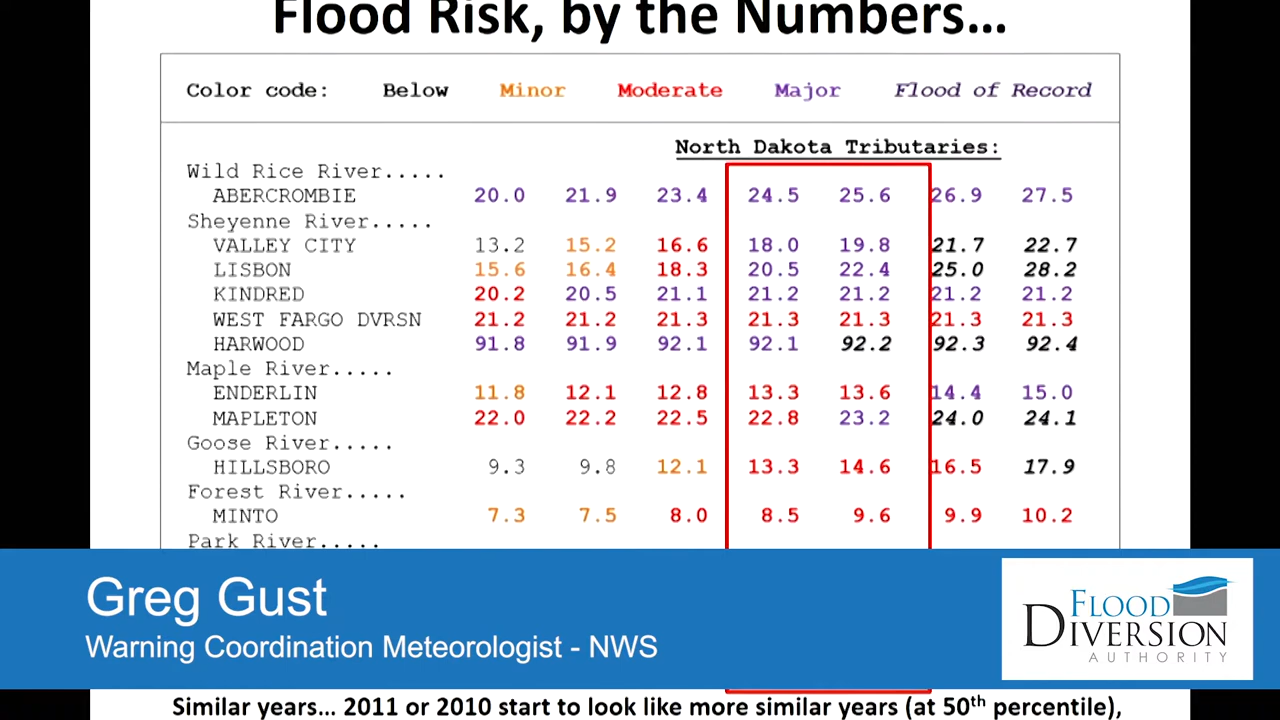 Flood Risk, by the Numbers…
Color code: Below Minor Moderate Major Flood of Record
North Dakota Tributaries:
Wild Rice River.....
ABERCROMBIE 20.0 21.9 23.4 24.5 25.6 26.9 27.5
Sheyenne River.....
VALLEY CITY 13.2 15.2 16.6 18.0 19.8 21.7 22.7
LISBON 15.6 16.4 18.3 20.5 22.4 25.0 28.2
KINDRED 20.2 20.5 21.1 21.2 21.2 21.2 21.2
WEST FARGO DVRSN 21.2 21.2 21.3 21.3 21.3 21.3 21.3
HARWOOD 91.8 91.9 92.1 92.1 92.2 92.3 92.4
Maple River.....
ENDERLIN 11.8 12.1 12.8 13.3 13.6 14.4 15.0
MAPLETON 22.0 22.2 22.5 22.8 23.2 24.0 24.1
Goose River.....
HILLSBORO 9.3 9.8 12.1 13.3 14.6 16.5 17.9
Forest River.....
MINTO 7.3 7.5 8.0 8.5 9.6 9.9 10.2
Park River.....
Greg Gust
Warning Coordination Meteorologist - NWS
FLOOD
DIVERSION
AUTHORITY
Similar years… 2011 or 2010 start to look like more similar years (at 50th percentile),